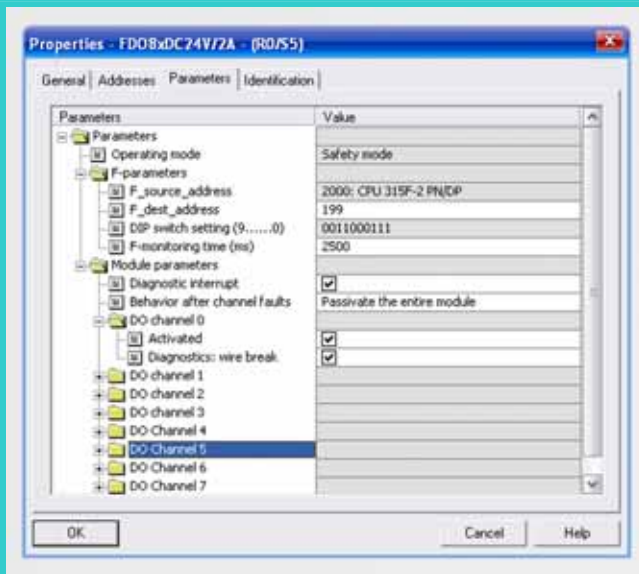 Properties - FDO8xDC24V/2A - (R0/S5)
General Addresses Parameters Identification
Parameters Value
Parameters
Operating mode Safety mode
F-parameters
F_source_address 2000: CPU 315F-2 PN/DP
F_dest_address 199
DIP switch setting (9......0) 0011000111
F-monitoring time (ms) 2500
Module parameters
Diagnostic interrupt
Behavior after channel faults Passivate the entire module
DO channel 0
Activated
Diagnostics: wire break
DO channel 1
DO channel 2
DO channel 3
DO Channel 4
DO Channel 5
DO Channel 6
DO Channel 7
OK Cancel Help